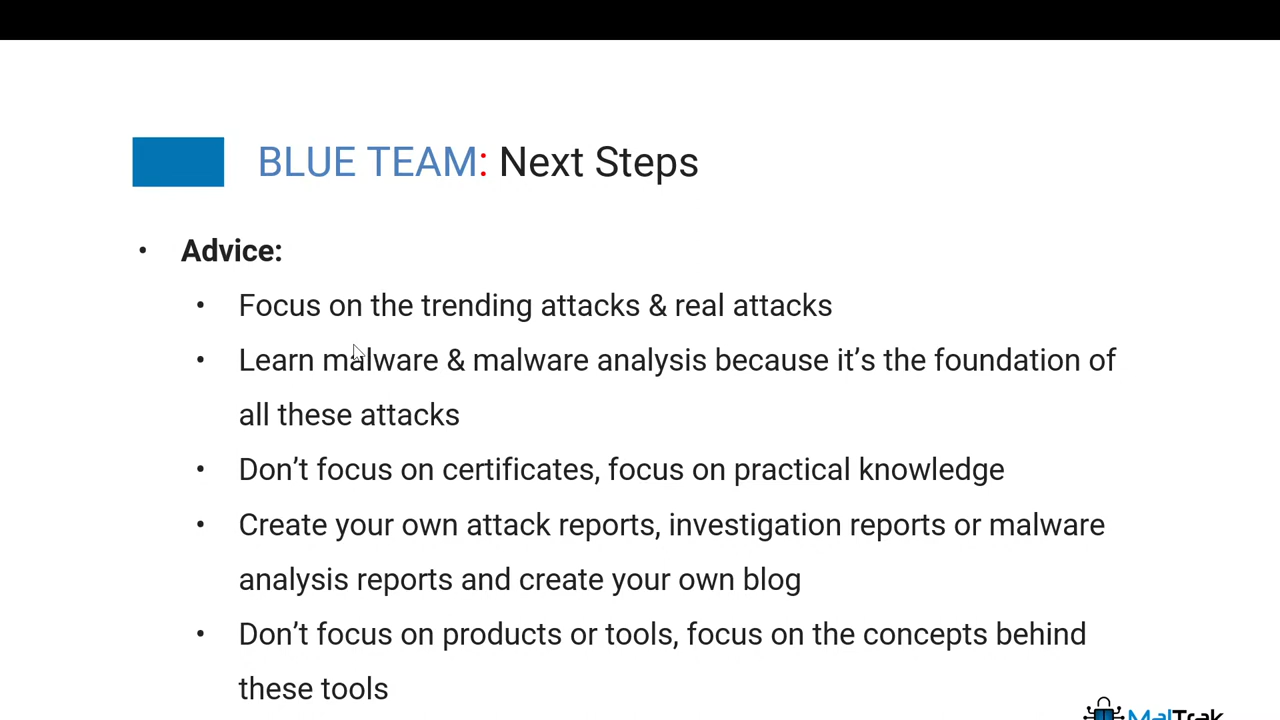 BLUE TEAM: Next Steps
• Advice:
• Focus on the trending attacks & real attacks
• Learn malware & malware analysis because it’s the foundation of
all these attacks
• Don’t focus on certificates, focus on practical knowledge
• Create your own attack reports, investigation reports or malware
analysis reports and create your own blog
• Don’t focus on products or tools, focus on the concepts behind
these tools
MalTrak